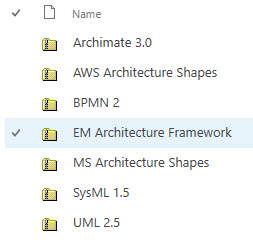 Name
Archimate 3.0
AWS Architecture Shapes
BPMN 2
EM Architecture Framework
MS Architecture Shapes
SysML 1.5
UML 2.5